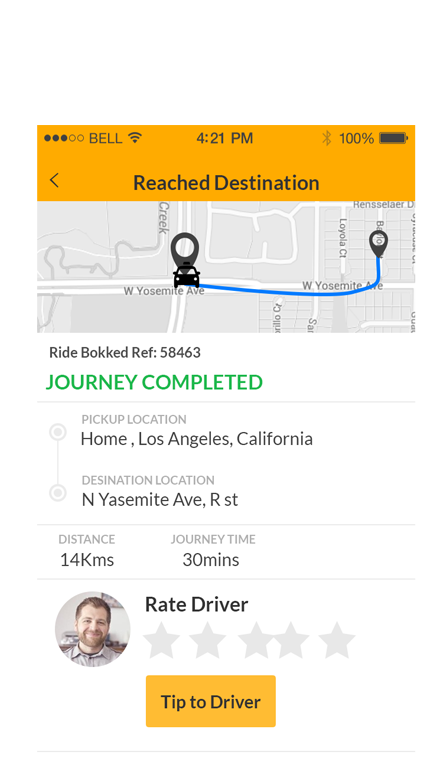 BELL 4:21 PM 100%
Reached Destination
Rensselaer D
Creek
Loyola Ct
W Yosemite Ave
W Yosemite Ave
Ride Bokked Ref: 58463
JOURNEY COMPLETED
PICKUP LOCATION
Home , Los Angeles, California
DESINATION LOCATION
N Yasemite Ave, R st
DISTANCE JOURNEY TIME
14Kms 30mins
Rate Driver
Tip to Driver